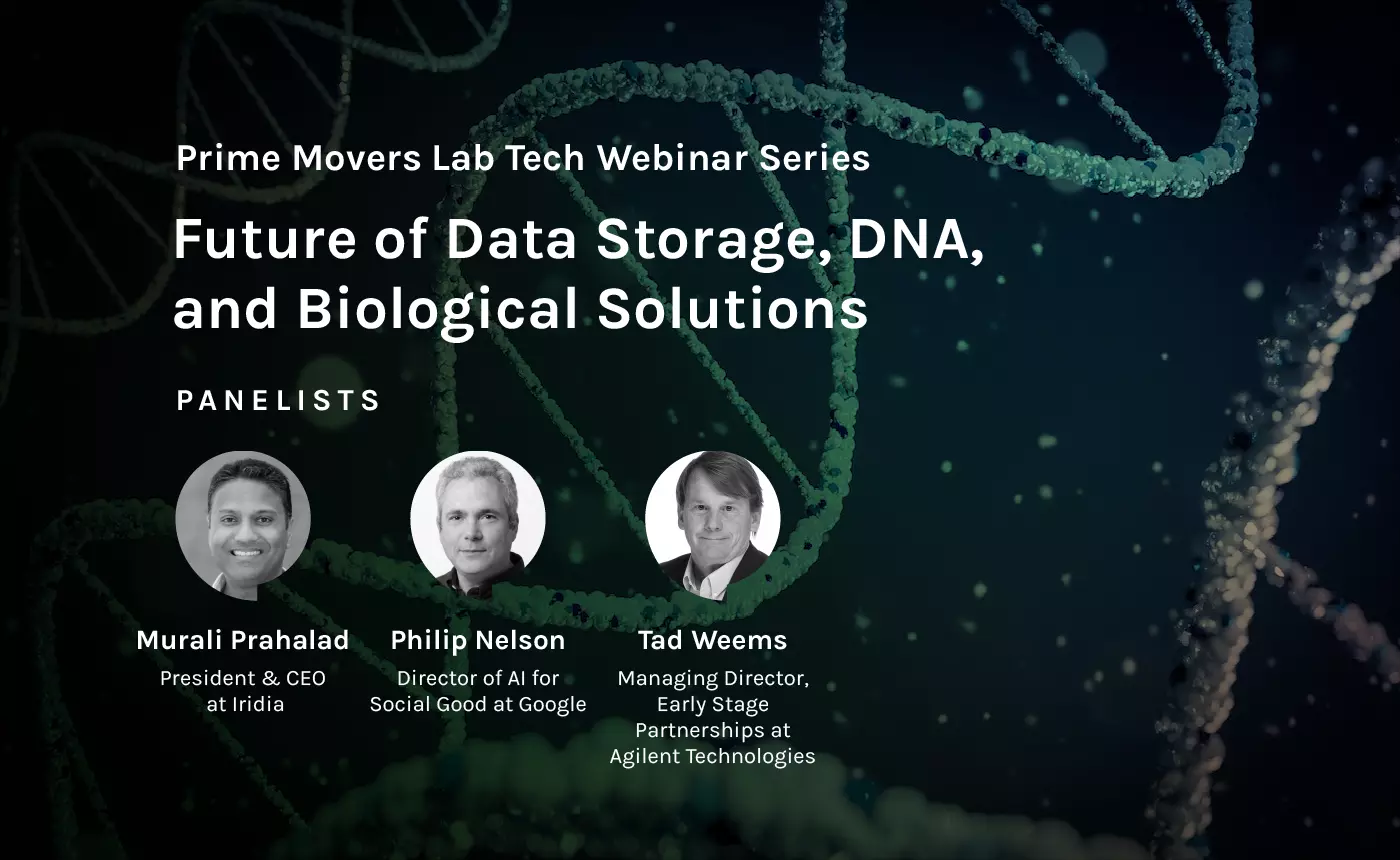 Prime Movers Lab Tech Webinar Series
Future of Data Storage, DNA,
and Biological Solutions
PANELISTS
Murali Prahalad
President & CEO
at Iridia
Philip Nelson
Director of AI for
Social Good at Google
Tad Weems
Managing Director,
Early Stage
Partnerships at
Agilent Technologies